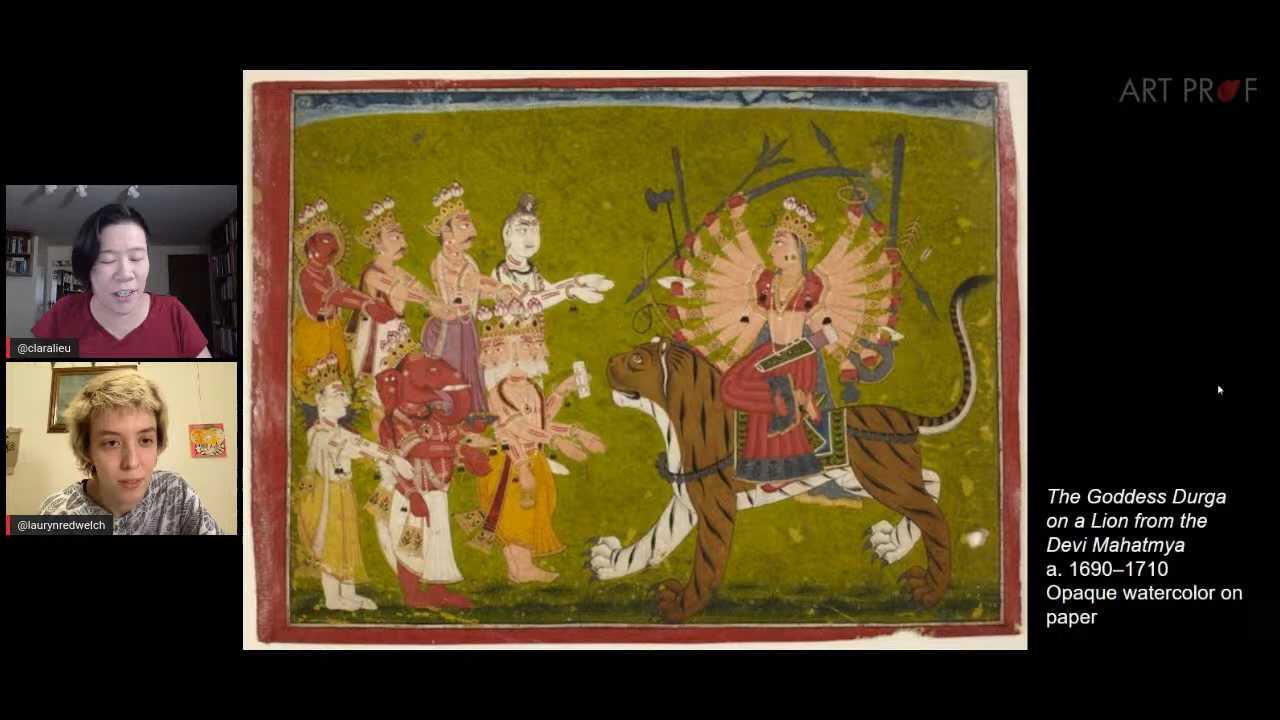 ART PROF
@claralieu
@laurynredwelch
The Goddess Durga
on a Lion from the
Devi Mahatmya
a. 1690–1710
Opaque watercolor on
paper